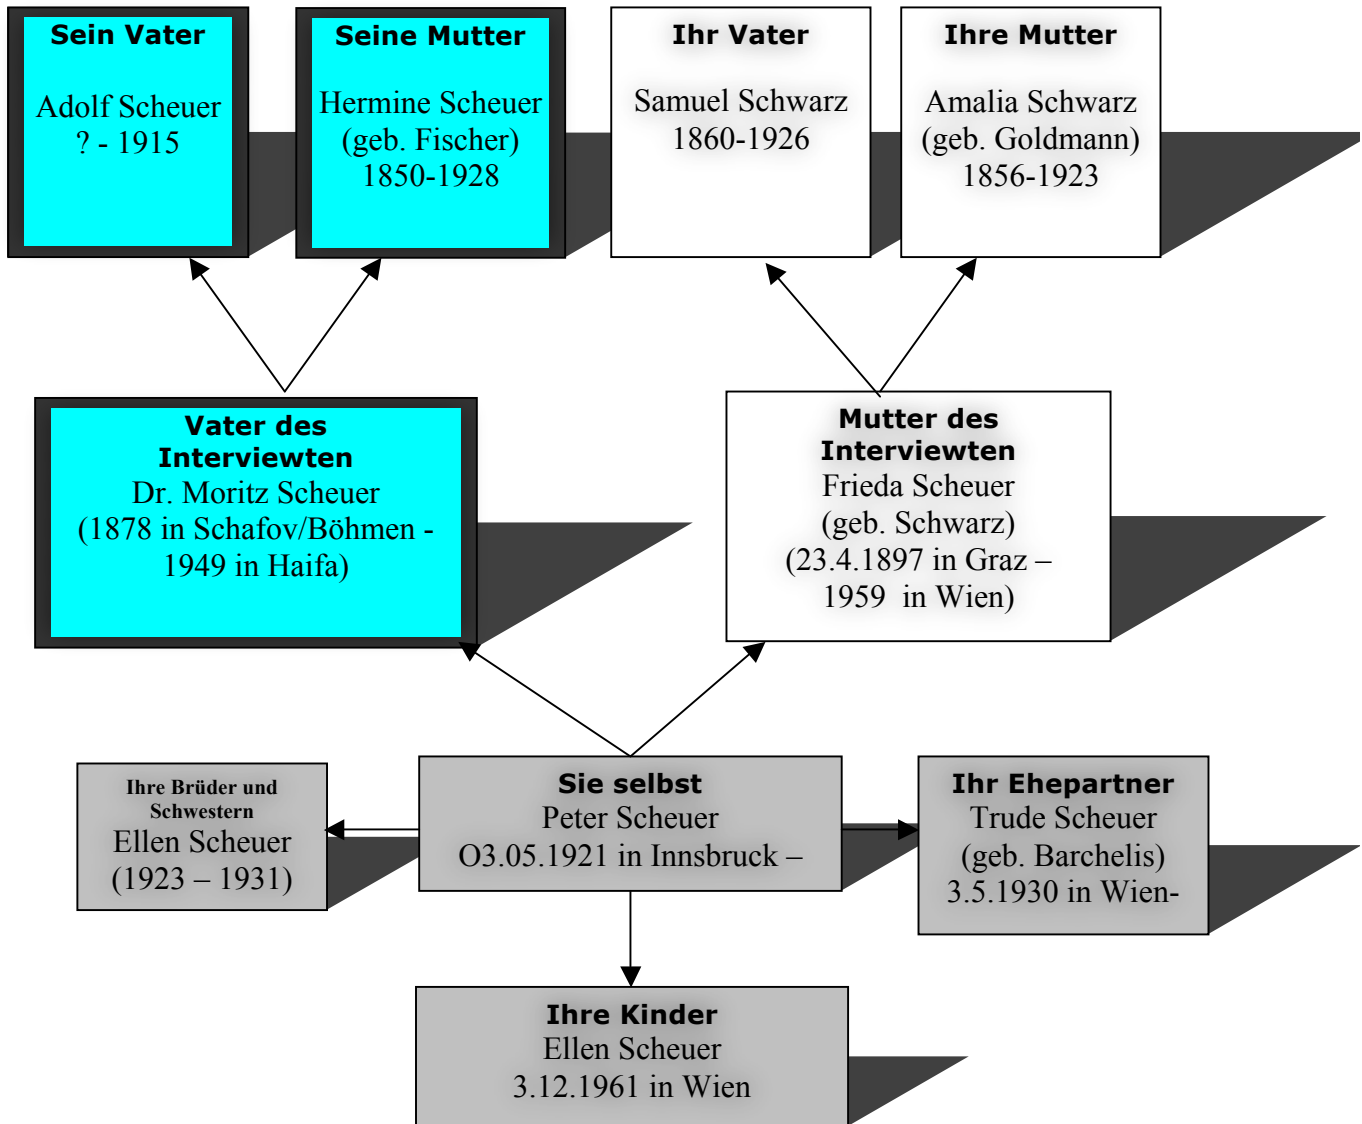 Sein Vater
Adolf Scheuer
? - 1915
Seine Mutter
Hermine Scheuer
(geb. Fischer)
1850-1928
Ihr Vater
Samuel Schwarz
1860-1926
Ihre Mutter
Amalia Schwarz
(geb. Goldmann)
1856-1923
Vater des
Interviewten
Dr. Moritz Scheuer
(1878 in Schafov/Böhmen -
1949 in Haifa)
Mutter des
Interviewten
Frieda Scheuer
(geb. Schwarz)
(23.4.1897 in Graz –
1959 in Wien)
Ihre Brüder und
Schwestern
Ellen Scheuer
(1923 – 1931)
Sie selbst
Peter Scheuer
O3.05.1921 in Innsbruck –
Ihr Ehepartner
Trude Scheuer
(geb. Barchelis)
3.5.1930 in Wien-
Ihre Kinder
Ellen Scheuer
3.12.1961 in Wien